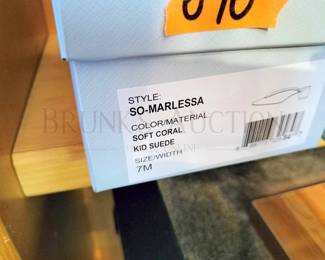 STYLE:
SO-MARLESSA
COLOR/MATERIAL
SOFT CORAL
KID SUEDE
SIZE/WIDTH
7M